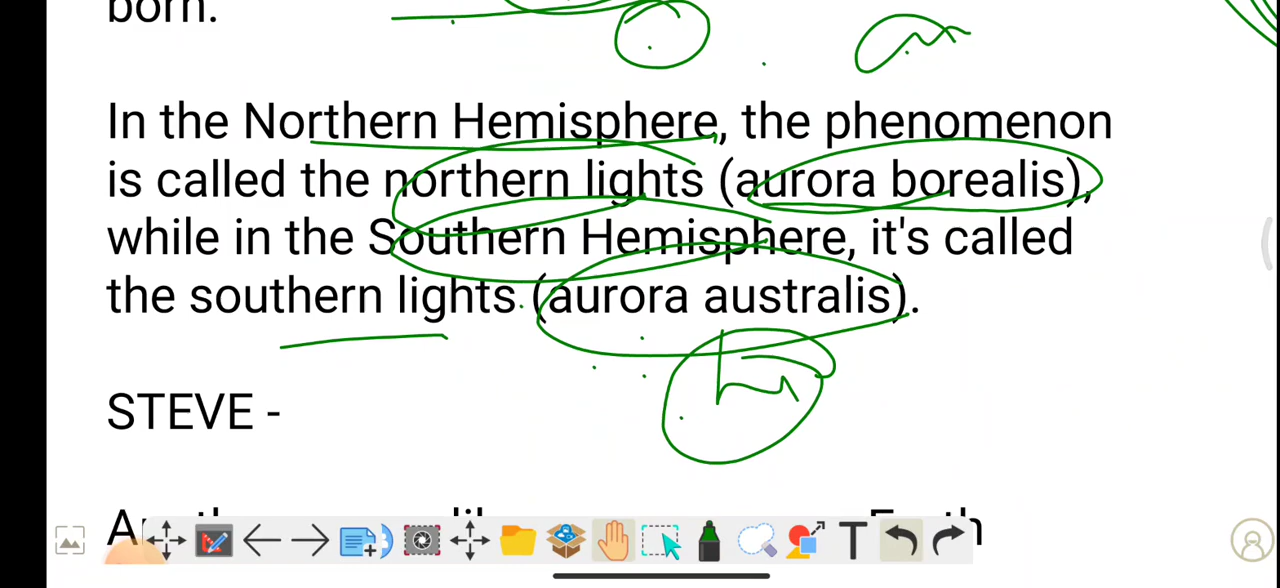 born.
In the Northern Hemisphere, the phenomenon
is called the northern lights (aurora borealis),
while in the Southern Hemisphere, it's called
the southern lights (aurora australis).
STEVE -